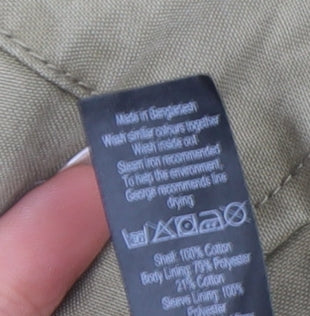 Made in Bangladesh
Wash similar colours together
Wash inside out
Steam iron recommended
To help the environment,
George recommends line
drying
Shell: 100% Cotton
Body Lining: 79% Polyester
21% Cotton
Sleeve Lining: 100%
Polyester